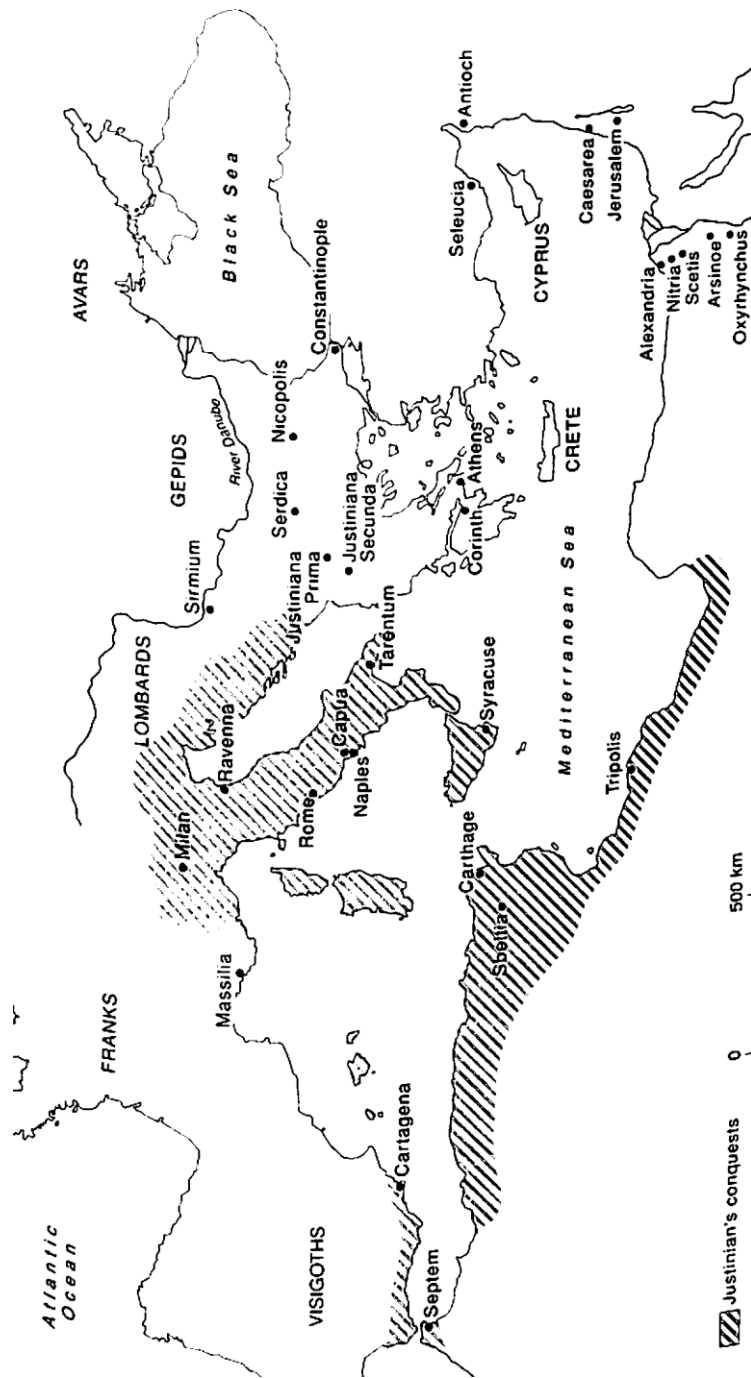 Atlantic
Ocean
FRANKS
VISIGOTHS
Massilia
Cartagena
Septem
LOMBARDS
Milan
Ravenna
Rome
Capua
Naples
Tarentum
Syracuse
Carthage
Sbettla
Tripolis
Mediterranean Sea
Sirmium
GEPIDS
River Danubo
AVARS
Black Sea
Justiniana
Prima
Justiniana
Secunda
Serdica
Nicopolis
Constantinople
Corinth
Athens
CRETE
Seleucia
Antioch
CYPRUS
Caesarea
Jerusalem
Alexandria
Nitria
Scetis
Arsinoe
Oxyrhynchus
Justinian's conquests
0
500 km